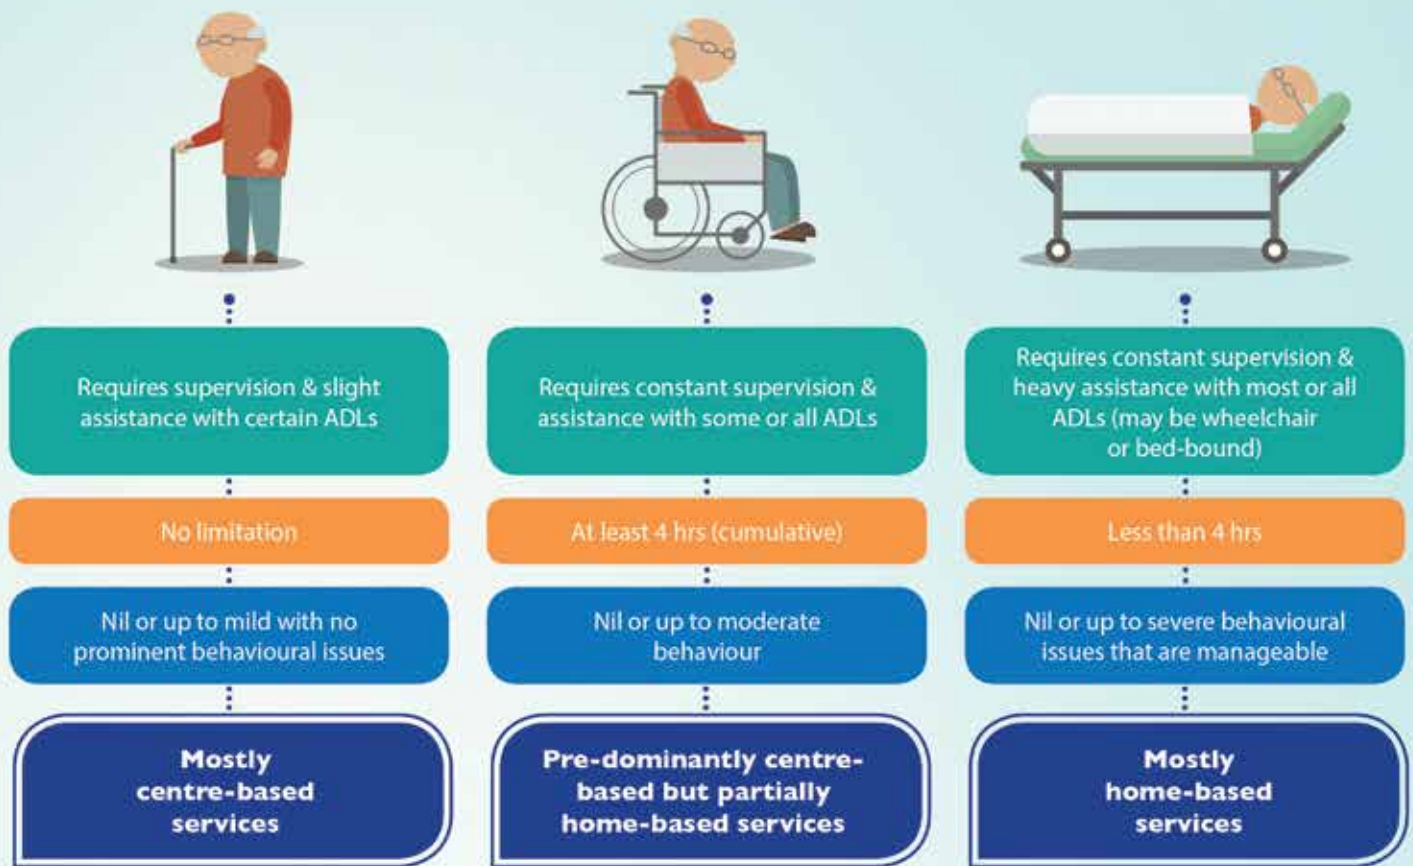 Requires supervision & slight
assistance with certain ADLs
No limitation
Nil or up to mild with no
prominent behavioural issues
Mostly
centre-based
services
Requires constant supervision &
assistance with some or all ADLs
At least 4 hrs (cumulative)
Nil or up to moderate
behaviour
Pre-dominantly centre-
based but partially
home-based services
Requires constant supervision &
heavy assistance with most or all
ADLs (may be wheelchair
or bed-bound)
Less than 4 hrs
Nil or up to severe behavioural
issues that are manageable
Mostly
home-based
services